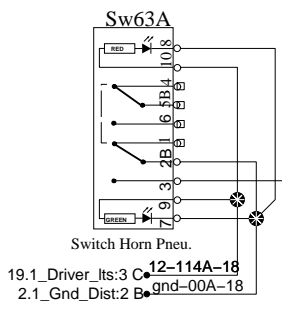 Sw63A
RED
8
10
4
5B
6
1
2B
3
9
GREEN
7
Switch Horn Pneu.
19.1_Driver_lts:3 C 12-114A-18
2.1_Gnd_Dist:2 B gnd-00A-18